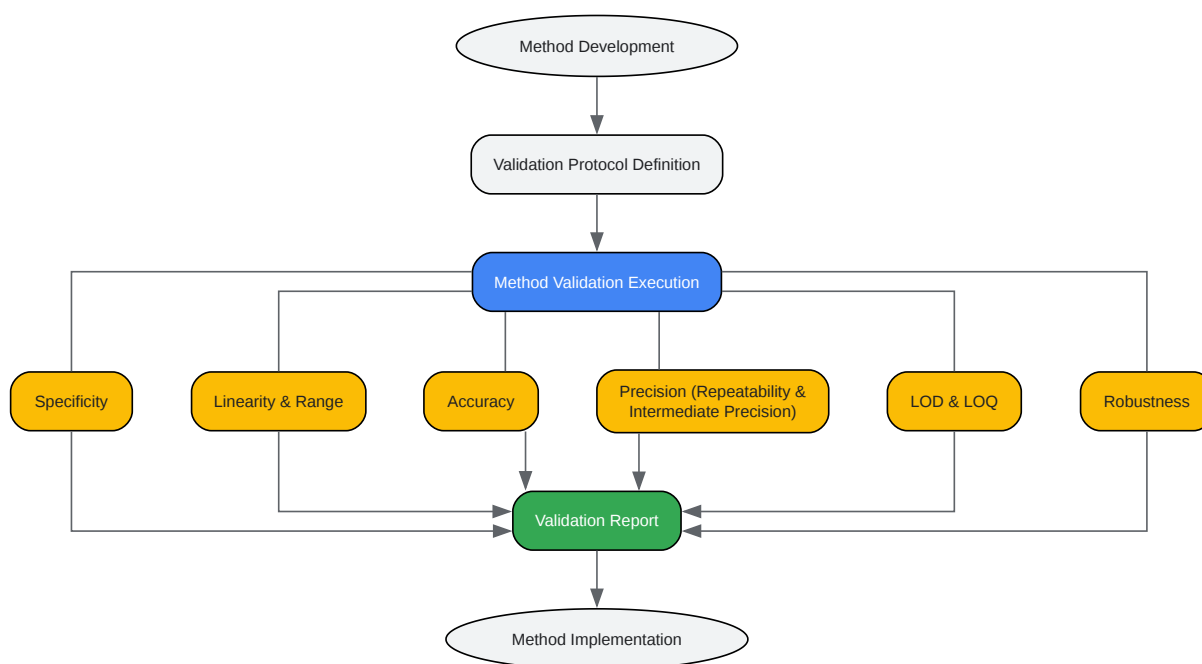 Method Development
Validation Protocol Definition
Method Validation Execution
Specificity
Linearity & Range
Accuracy
Precision (Repeatability &
Intermediate Precision)
LOD & LOQ
Robustness
Validation Report
Method Implementation